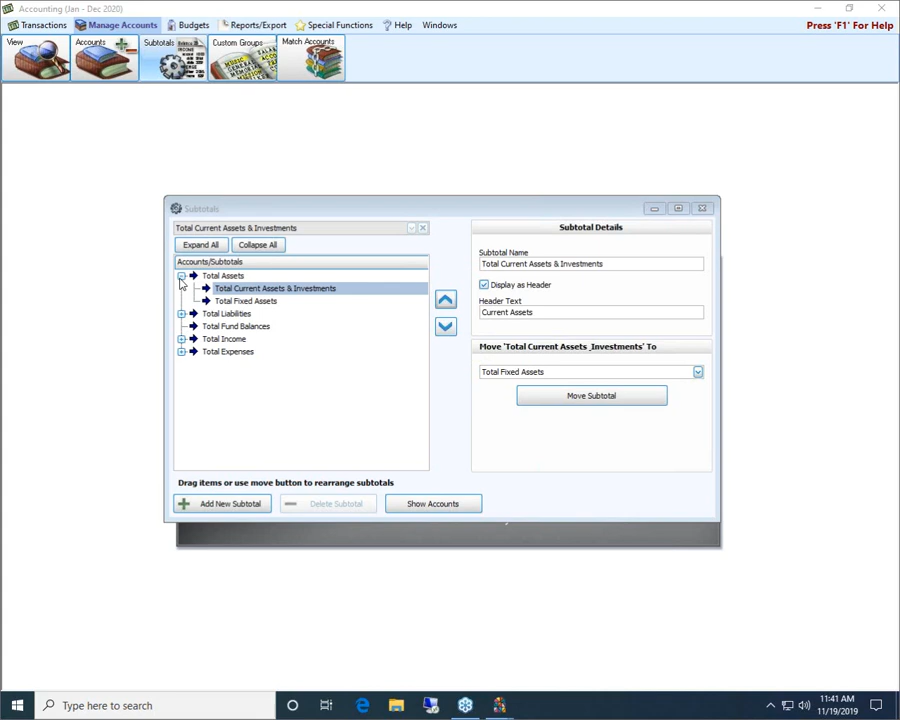 Accounting (Jan - Dec 2020)
Transactions Manage Accounts Budgets Reports/Export Special Functions Help Windows Press 'F1' For Help
View Accounts Subtotals Custom Groups Match Accounts
Subtotals
Total Current Assets & Investments
Expand All Collapse All
Accounts/Subtotals
Total Assets
Total Current Assets & Investments
Total Fixed Assets
Total Liabilities
Total Fund Balances
Total Income
Total Expenses
Drag items or use move button to rearrange subtotals
Add New Subtotal Delete Subtotal Show Accounts
Subtotal Details
Subtotal Name
Total Current Assets & Investments
Display as Header
Header Text
Current Assets
Move 'Total Current Assets _Investments' To
Total Fixed Assets
Move Subtotal
Type here to search
11:41 AM
11/19/2019